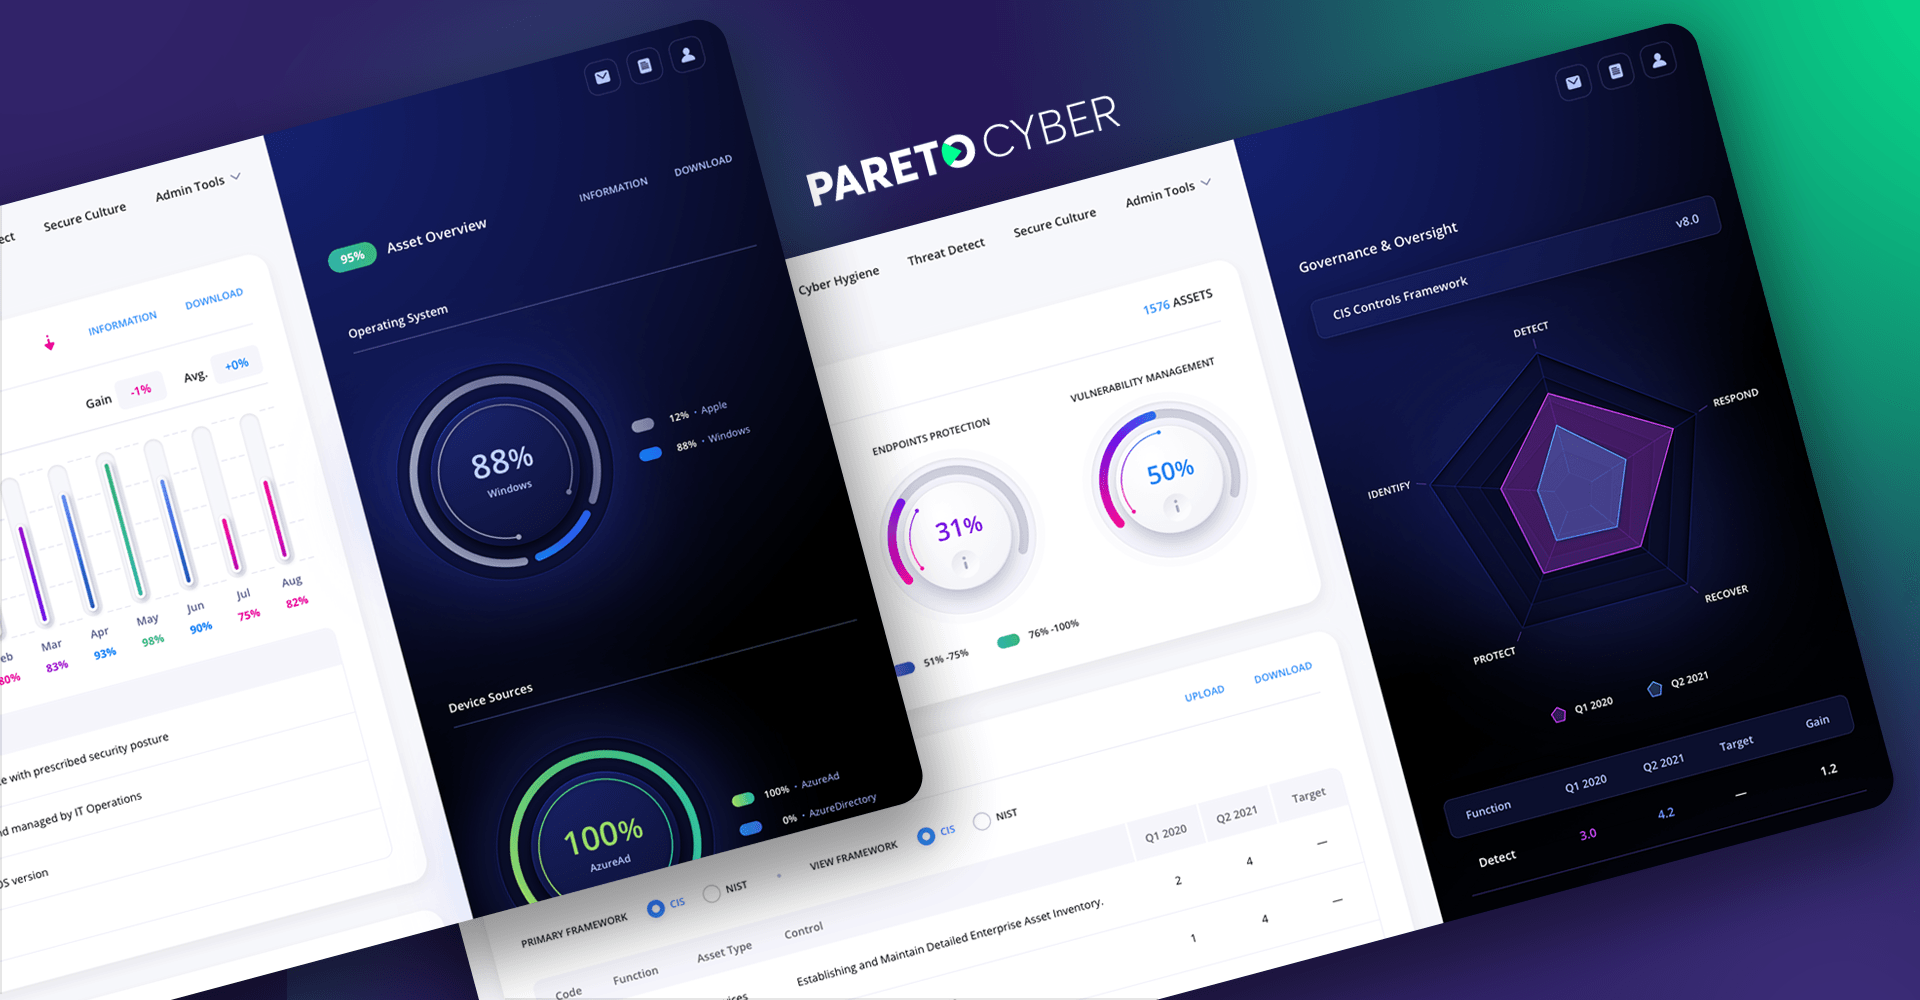 PARETO CYBER
ect
Secure Culture
Admin Tools
INFORMATION
DOWNLOAD
Gain
-1%
Avg.
+0%
eb
Mar
Apr
May
Jun
Jul
Aug
80%
83%
93%
98%
90%
75%
82%
e with prescribed security posture
nd managed by IT Operations
OS version
INFORMATION
DOWNLOAD
95%
Asset Overview
Operating System
88%
Windows
12% • Apple
88% • Windows
Device Sources
100%
AzureAd
100% • AzureAd
0% • AzureDirectory
Cyber Hygiene
Threat Detect
Secure Culture
Admin Tools
1576 ASSETS
ENDPOINTS PROTECTION
31%
VULNERABILITY MANAGEMENT
50%
51% -75%
76% -100%
UPLOAD
DOWNLOAD
PRIMARY FRAMEWORK
CIS
NIST
VIEW FRAMEWORK
CIS
NIST
Code
Function
Asset Type
Control
Q1 2020
Q2 2021
Target
Establishing and Maintain Detailed Enterprise Asset Inventory.
2
4
—
1
4
—
Governance & Oversight
CIS Controls Framework
v8.0
DETECT
RESPOND
RECOVER
PROTECT
IDENTIFY
Q1 2020
Q2 2021
Function
Q1 2020
Q2 2021
Target
Gain
Detect
3.0
4.2
—
1.2